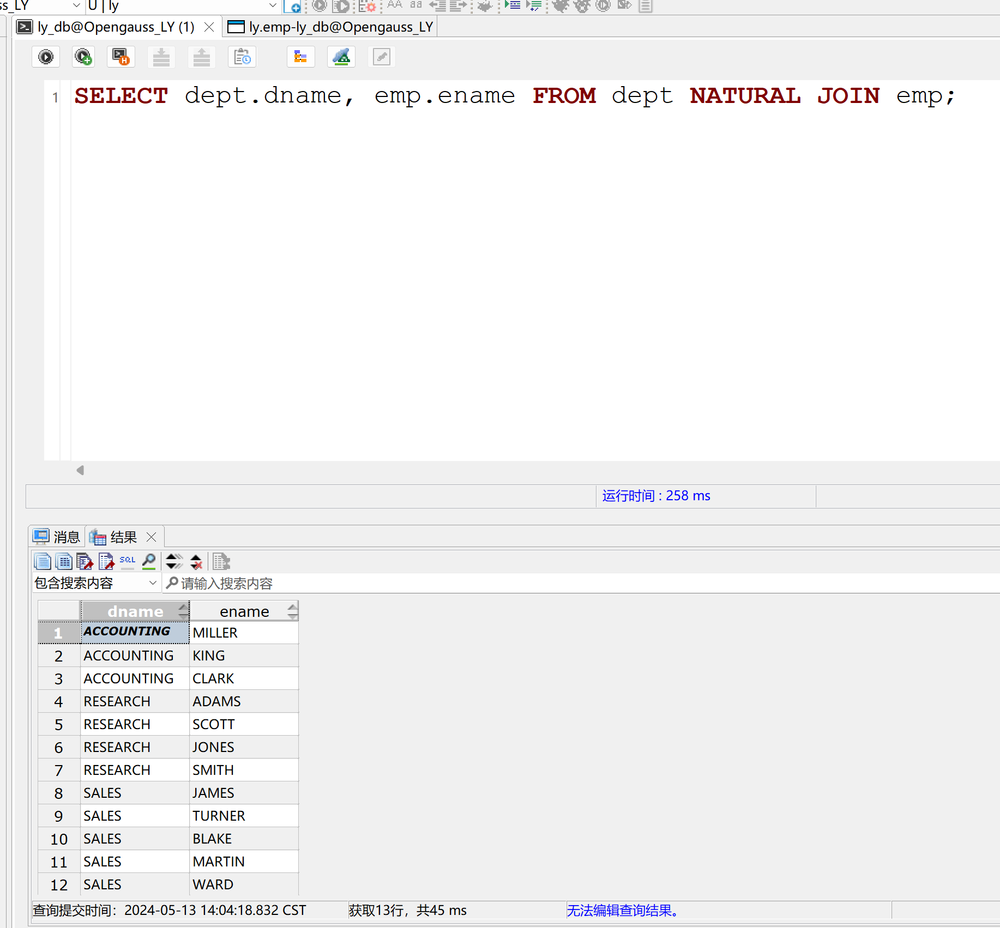 ss_LY U | ly
ly_db@Opengauss_LY (1) ly.emp-ly_db@Opengauss_LY
1 SELECT dept.dname, emp.ename FROM dept NATURAL JOIN emp;
运行时间 : 258 ms
消息 结果
SQL
包含搜索内容 请输入搜索内容
dname ename
1 ACCOUNTING MILLER
2 ACCOUNTING KING
3 ACCOUNTING CLARK
4 RESEARCH ADAMS
5 RESEARCH SCOTT
6 RESEARCH JONES
7 RESEARCH SMITH
8 SALES JAMES
9 SALES TURNER
10 SALES BLAKE
11 SALES MARTIN
12 SALES WARD
查询提交时间：2024-05-13 14:04:18.832 CST 获取13行，共45 ms 无法编辑查询结果。